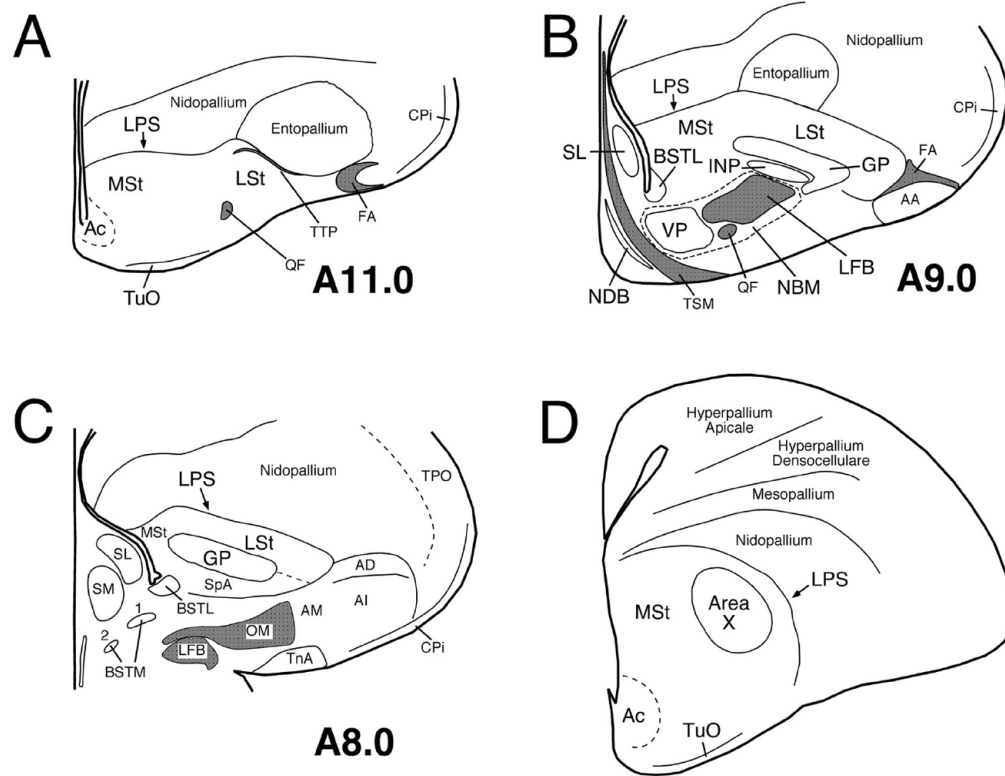 A
Nidopallium
LPS
Entopallium
CPi
MSt
LSt
Ac
TTP
FA
QF
TuO
A11.0
B
Nidopallium
Entopallium
LPS
CPi
MSt
LSt
SL
BSTL
INP
GP
FA
AA
VP
NDB
TSM
QF
NBM
LFB
A9.0
C
Nidopallium
TPO
LPS
MSt
LSt
GP
SL
SpA
AD
SM
BSTL
AM
AI
1
OM
2
LFB
CPi
BSTM
TnA
A8.0
D
Hyperpallium
Apicale
Hyperpallium
Densocellulare
Mesopallium
Nidopallium
LPS
MSt
Area
X
Ac
TuO